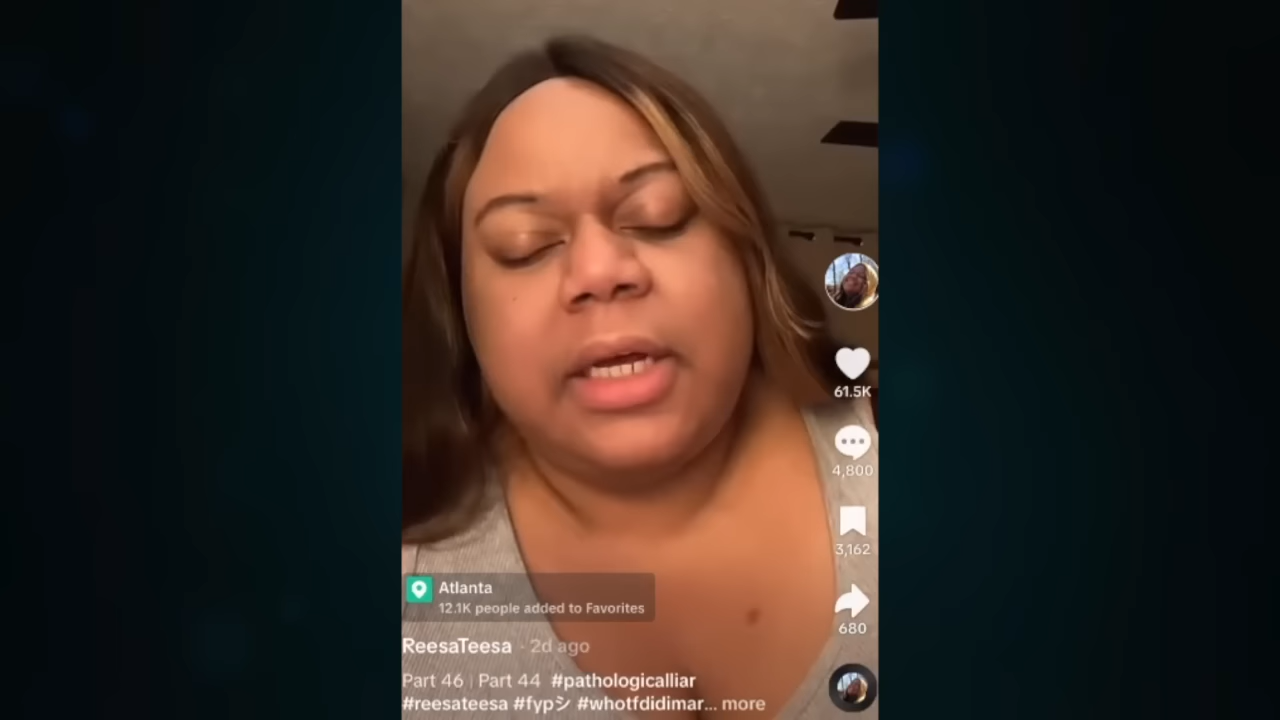 61.5K
4,800
3,162
680
Atlanta
12.1K people added to Favorites
ReesaTeesa · 2d ago
Part 46 | Part 44 #pathologicalliar
#reesateesa #fypシ #whotfdidimar... more